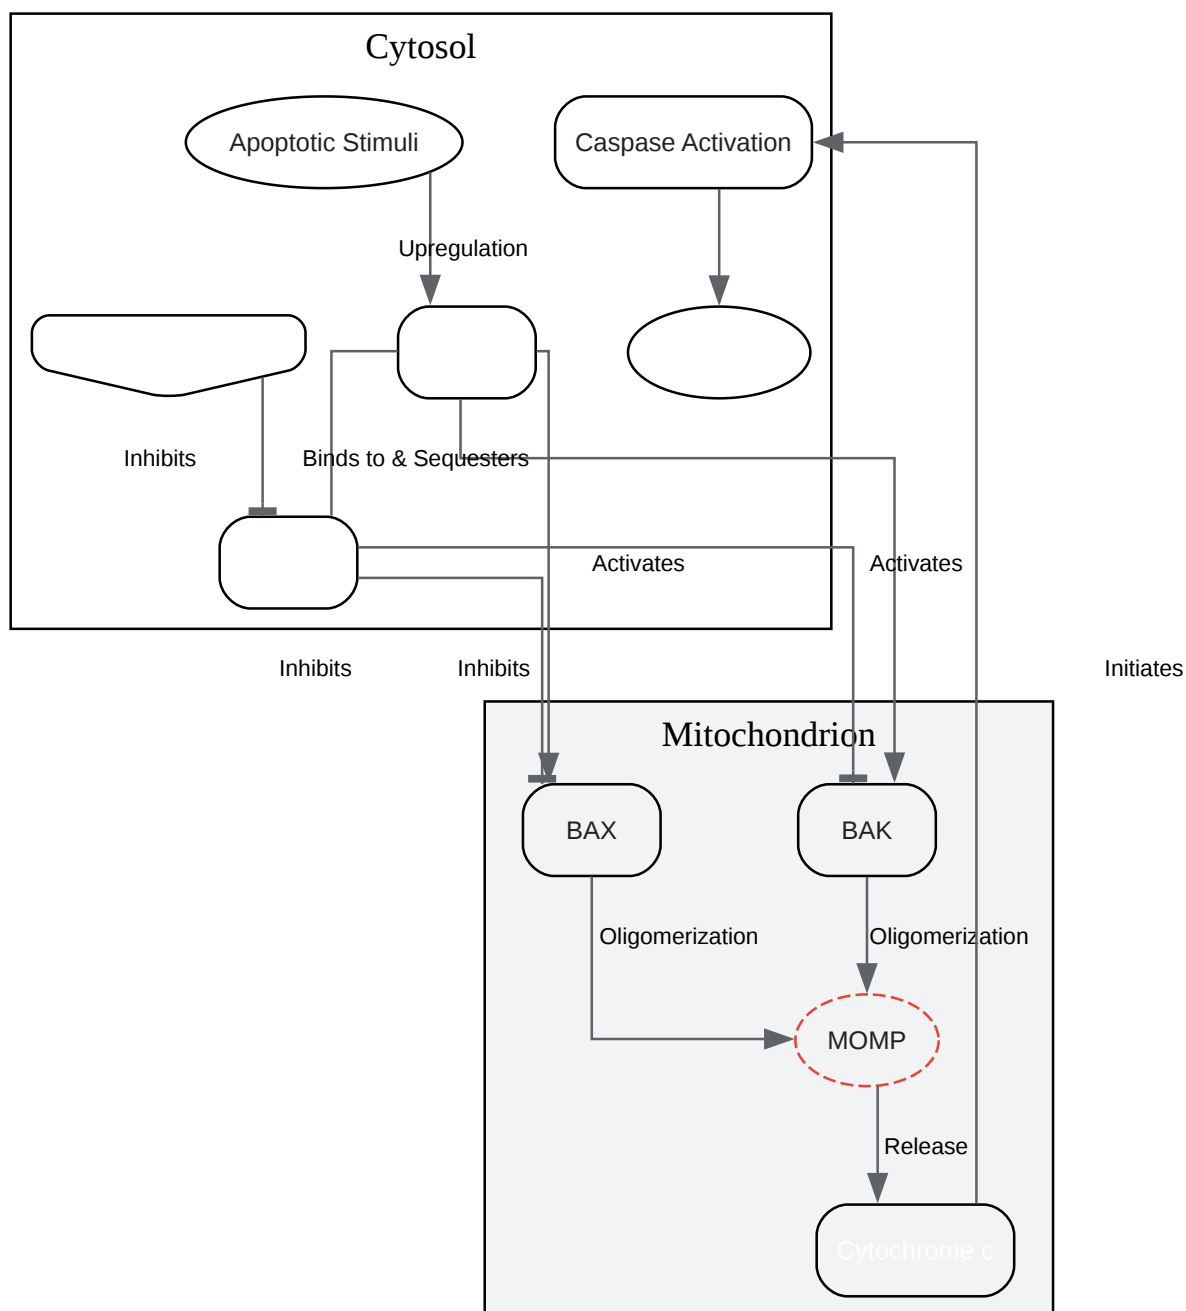 Cytosol
Apoptotic Stimuli
Caspase Activation
Upregulation
Inhibits
Binds to & Sequesters
Activates
Activates
Inhibits
Inhibits
Initiates
Mitochondrion
BAX
BAK
Oligomerization
Oligomerization
MOMP
Release
Cytochrome c